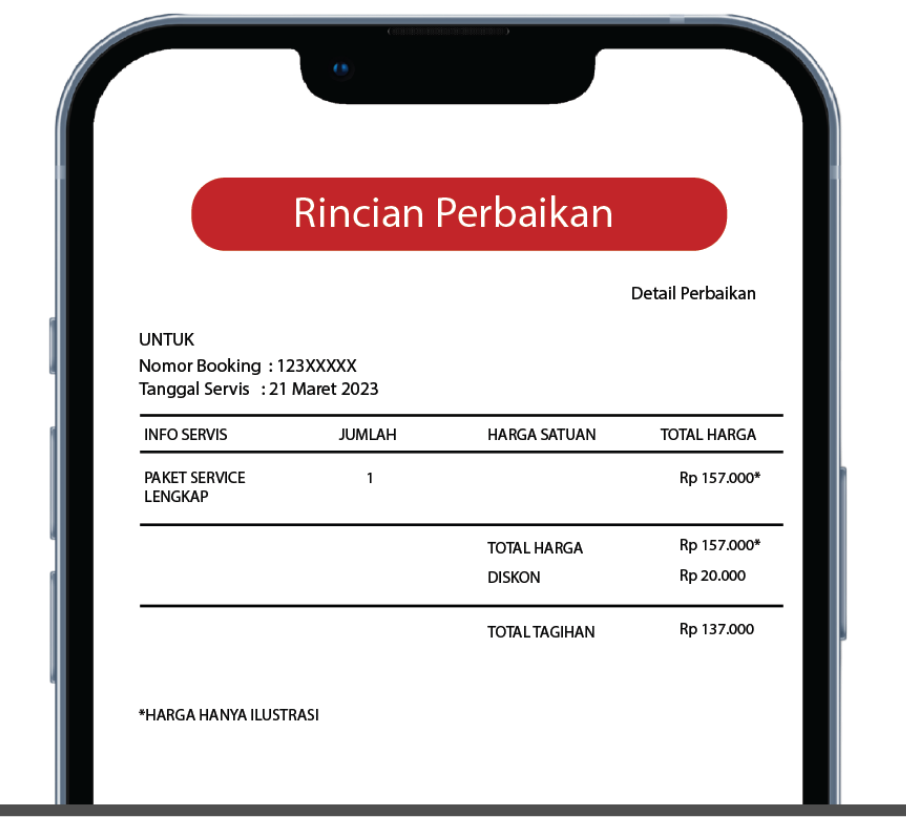 Rincian Perbaikan
Detail Perbaikan
UNTUK
Nomor Booking : 123XXXXX
Tanggal Servis : 21 Maret 2023
INFO SERVIS JUMLAH HARGA SATUAN TOTAL HARGA
PAKET SERVICE 1 Rp 157.000*
LENGKAP
TOTAL HARGA Rp 157.000*
DISKON Rp 20.000
TOTAL TAGIHAN Rp 137.000
*HARGA HANYA ILUSTRASI